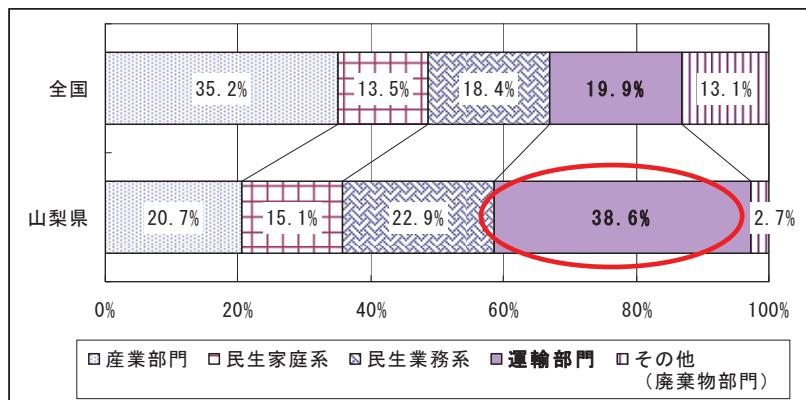 全国
35.2%
13.5%
18.4%
19.9%
13.1%
山梨県
20.7%
15.1%
22.9%
38.6%
2.7%
0%
20%
40%
60%
80%
100%
産業部門
民生家庭系
民生業務系
運輸部門
その他
(廃棄物部門)